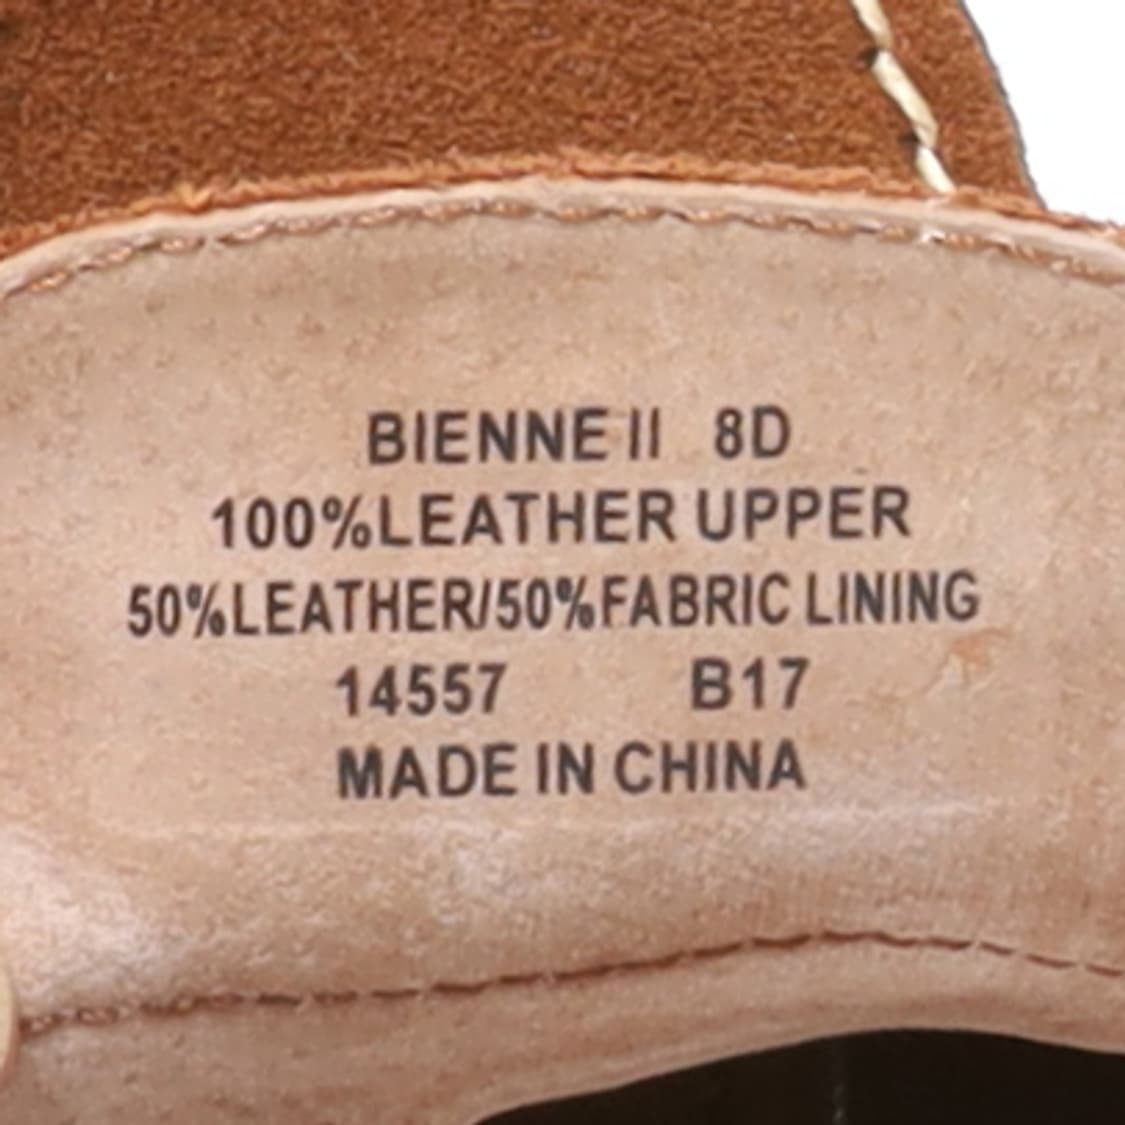 BIENNE II 8D
100%LEATHER UPPER
50%LEATHER/50%FABRIC LINING
14557 B17
MADE IN CHINA